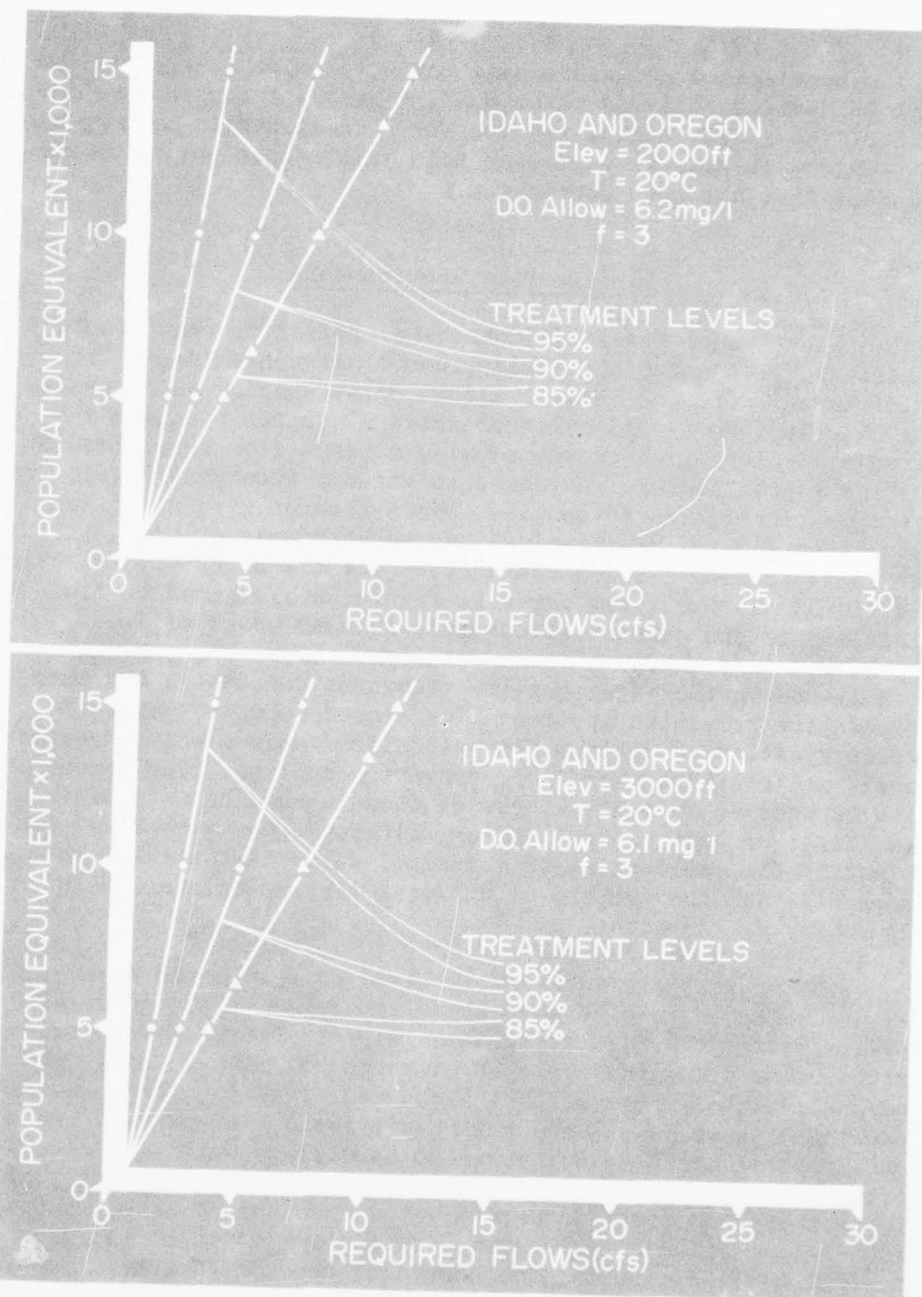 POPULATION EQUIVALENT x 1,000
15
10
5
0
IDAHO AND OREGON
Elev = 2000ft
T = 20°C
D.O. Allow = 6.2mg/l
f = 3
TREATMENT LEVELS
95%
90%
85%
0 5 10 15 20 25 30
REQUIRED FLOWS(cfs)
POPULATION EQUIVALENT x 1,000
15
10
5
0
IDAHO AND OREGON
Elev = 3000ft
T = 20°C
D.O. Allow = 6.1 mg l
f = 3
TREATMENT LEVELS
95%
90%
85%
0 5 10 15 20 25 30
REQUIRED FLOWS(cfs)